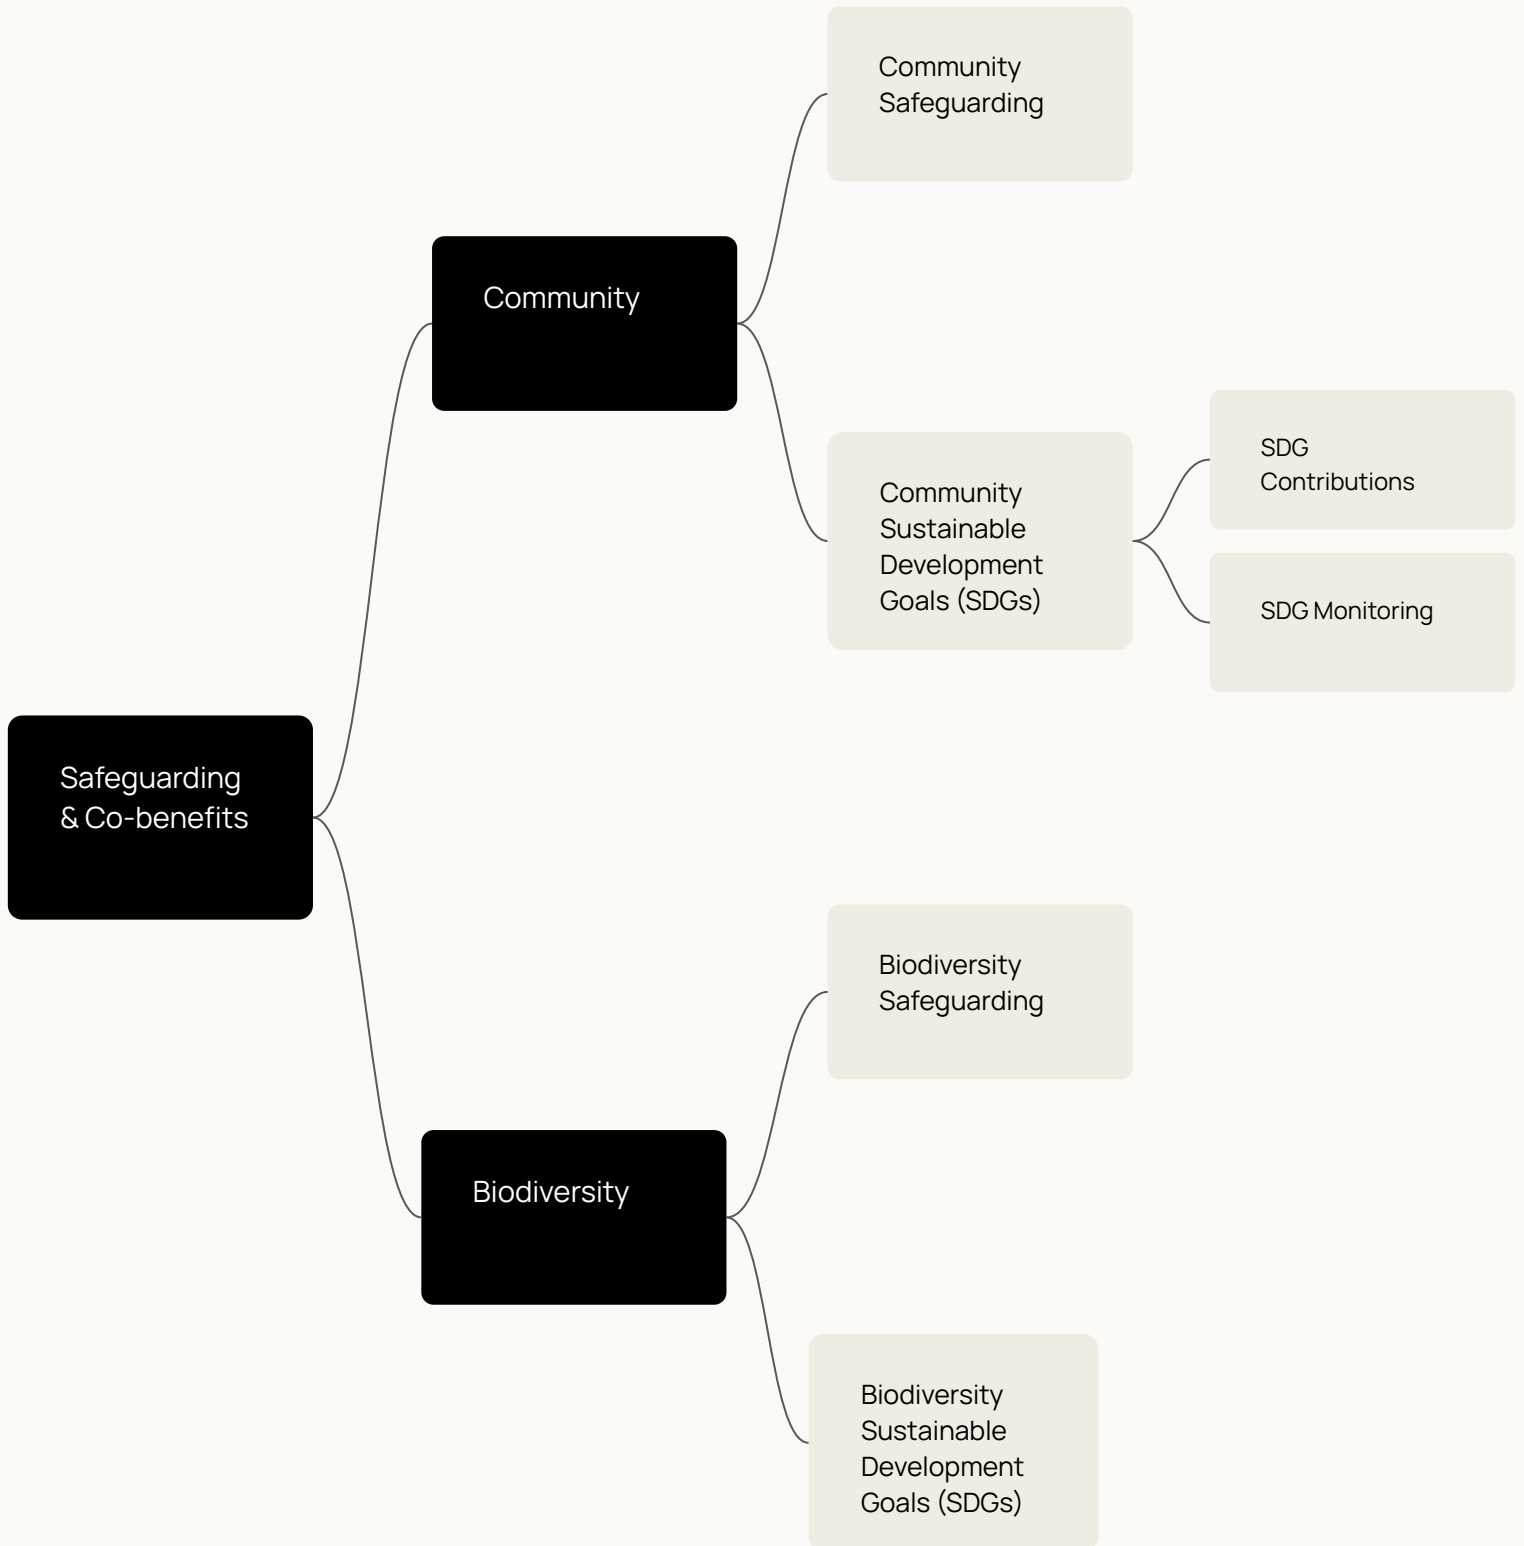 Community
Safeguarding
Community
SDG
Contributions
Community
Sustainable
Development
Goals (SDGs)
SDG Monitoring
Safeguarding
& Co-benefits
Biodiversity
Safeguarding
Biodiversity
Biodiversity
Sustainable
Development
Goals (SDGs)